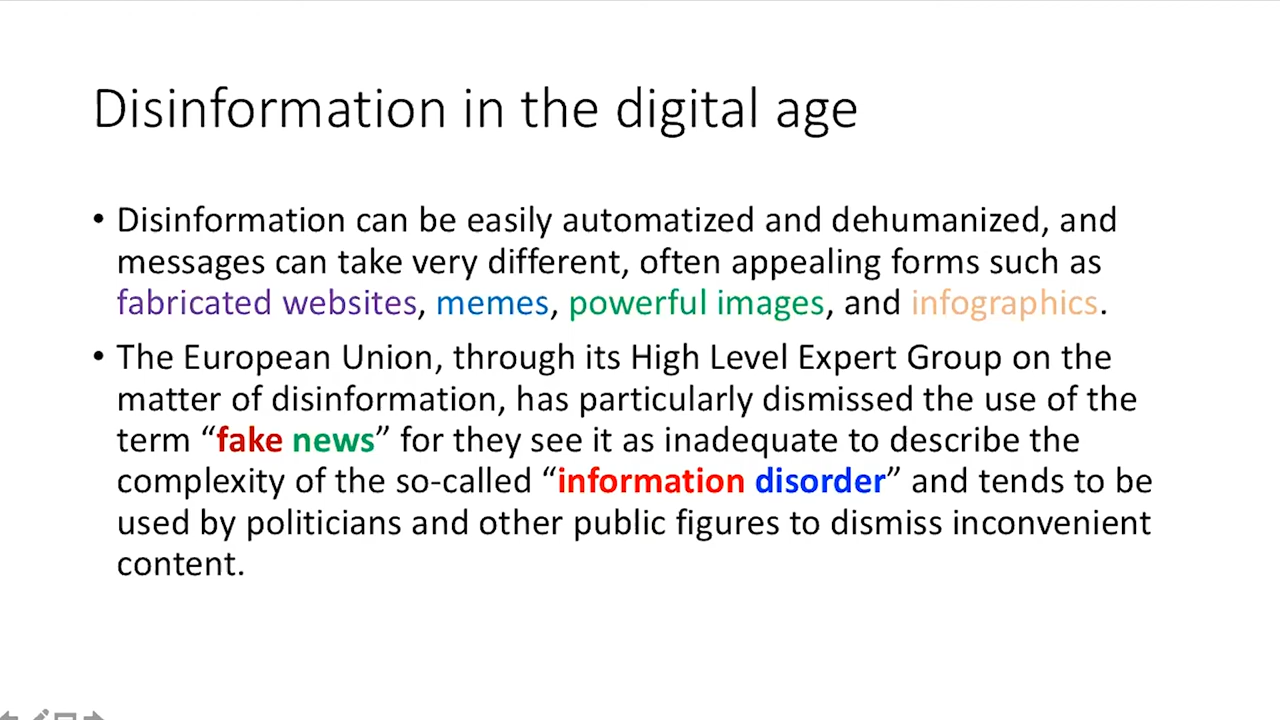 Disinformation in the digital age
• Disinformation can be easily automatized and dehumanized, and
messages can take very different, often appealing forms such as
fabricated websites, memes, powerful images, and infographics.
• The European Union, through its High Level Expert Group on the
matter of disinformation, has particularly dismissed the use of the
term “fake news” for they see it as inadequate to describe the
complexity of the so-called “information disorder” and tends to be
used by politicians and other public figures to dismiss inconvenient
content.